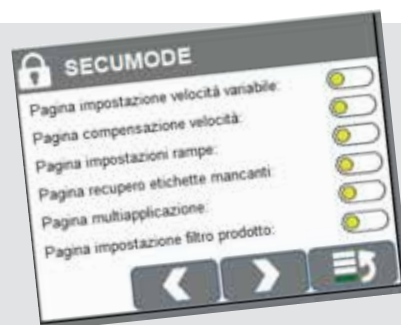 SECUMODE
Pagina impostazione velocità variabile:
Pagina compensazione velocità:
Pagina impostazioni rampe:
Pagina recupero etichette mancanti:
Pagina multiapplicazione:
Pagina impostazione filtro prodotto: